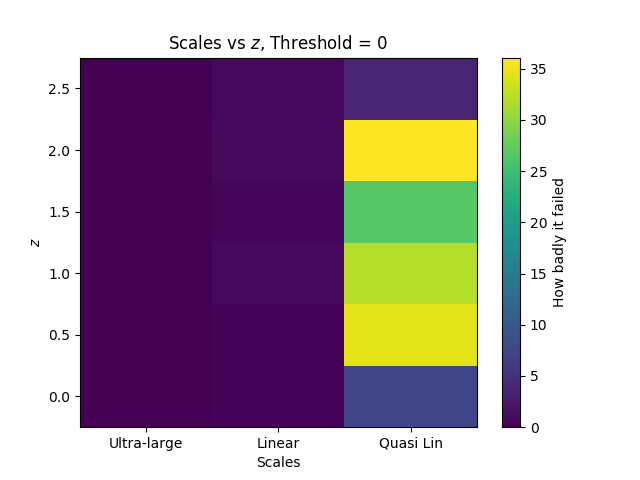 Scales vs z, Threshold = 0
2.5
2.0
1.5
1.0
0.5
0.0
z
Ultra-large
Linear
Quasi Lin
Scales
35
30
25
20
15
10
5
0
How badly it failed